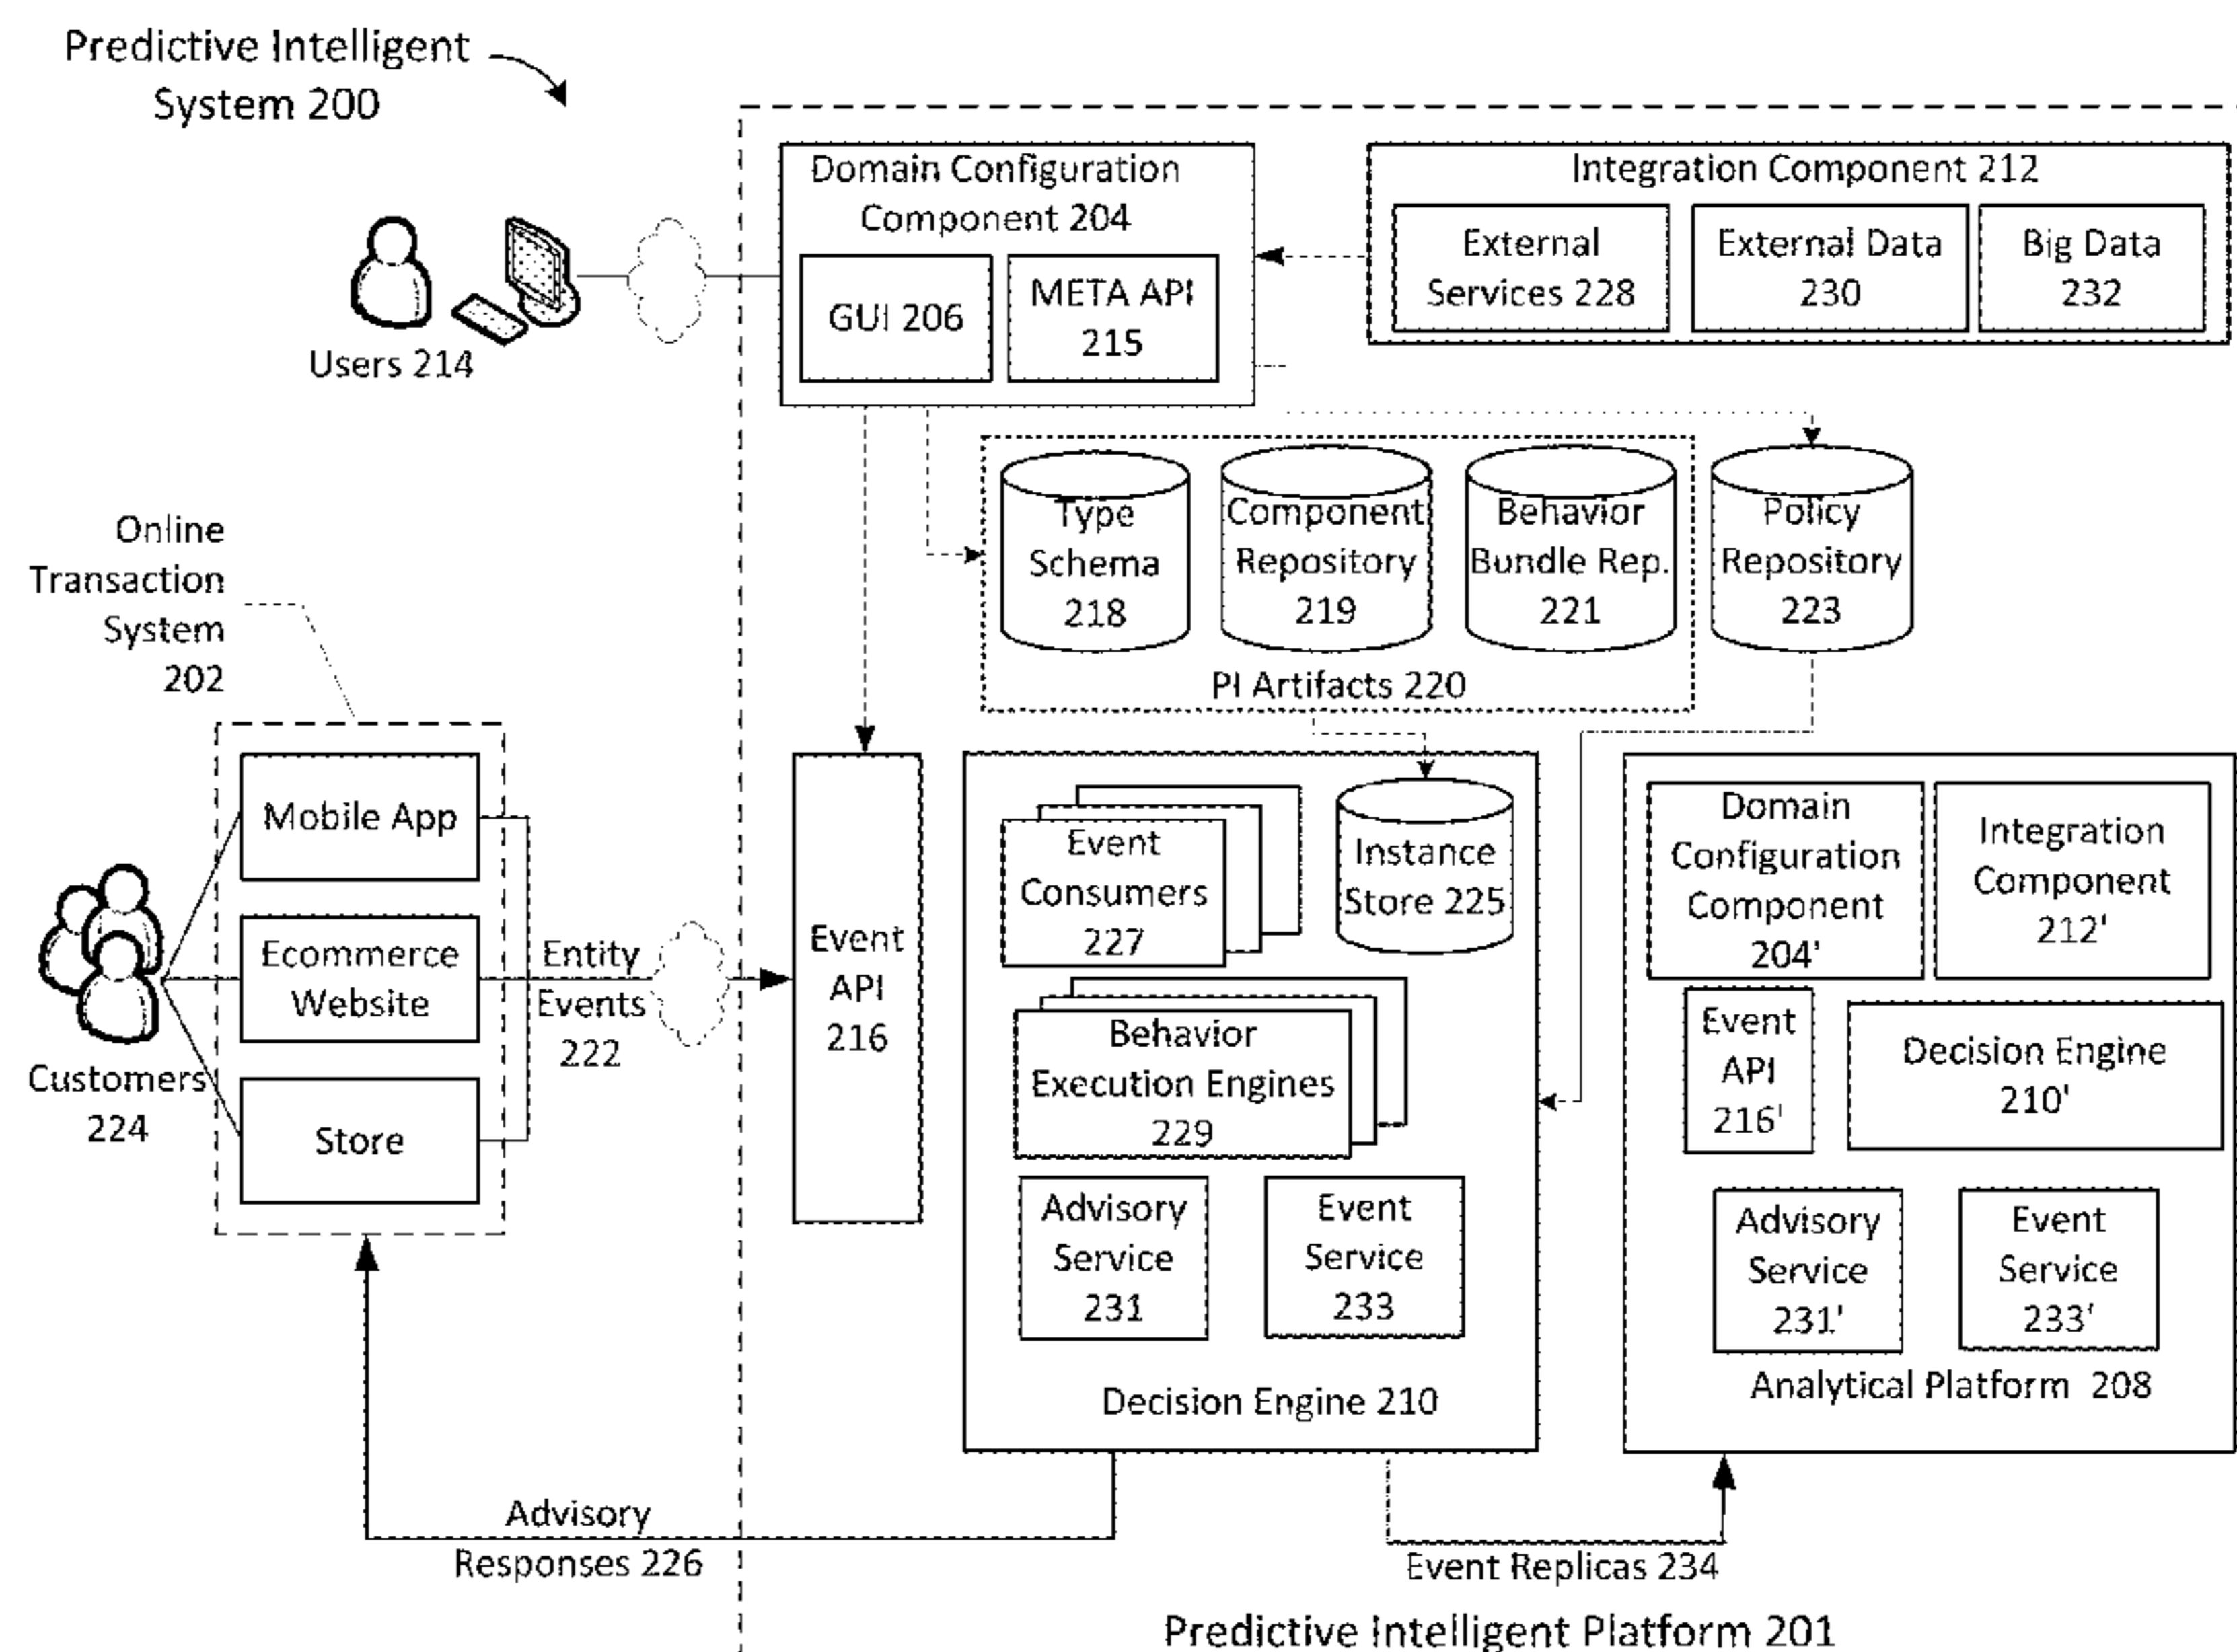 Predictive Intelligent
System 200
Domain Configuration
Component 204
GUI 206
META API
215
Integration Component 212
External
Services 228
External Data
230
Big Data
232
Users 214
Type
Schema
218
Component
Repository
219
Behavior
Bundle Rep.
221
PI Artifacts 220
Policy
Repository
223
Online
Transaction
System
202
Mobile App
Ecommerce
Website
Store
Customers
224
Entity
Events
222
Event
API
216
Event
Consumers
227
Instance
Store 225
Behavior
Execution Engines
229
Advisory
Service
231
Event
Service
233
Decision Engine 210
Domain
Configuration
Component
204'
Integration
Component
212'
Event
API
216'
Decision Engine
210'
Advisory
Service
231'
Event
Service
233'
Analytical Platform 208
Advisory
Responses 226
Event Replicas 234
Predictive Intelligent Platform 201